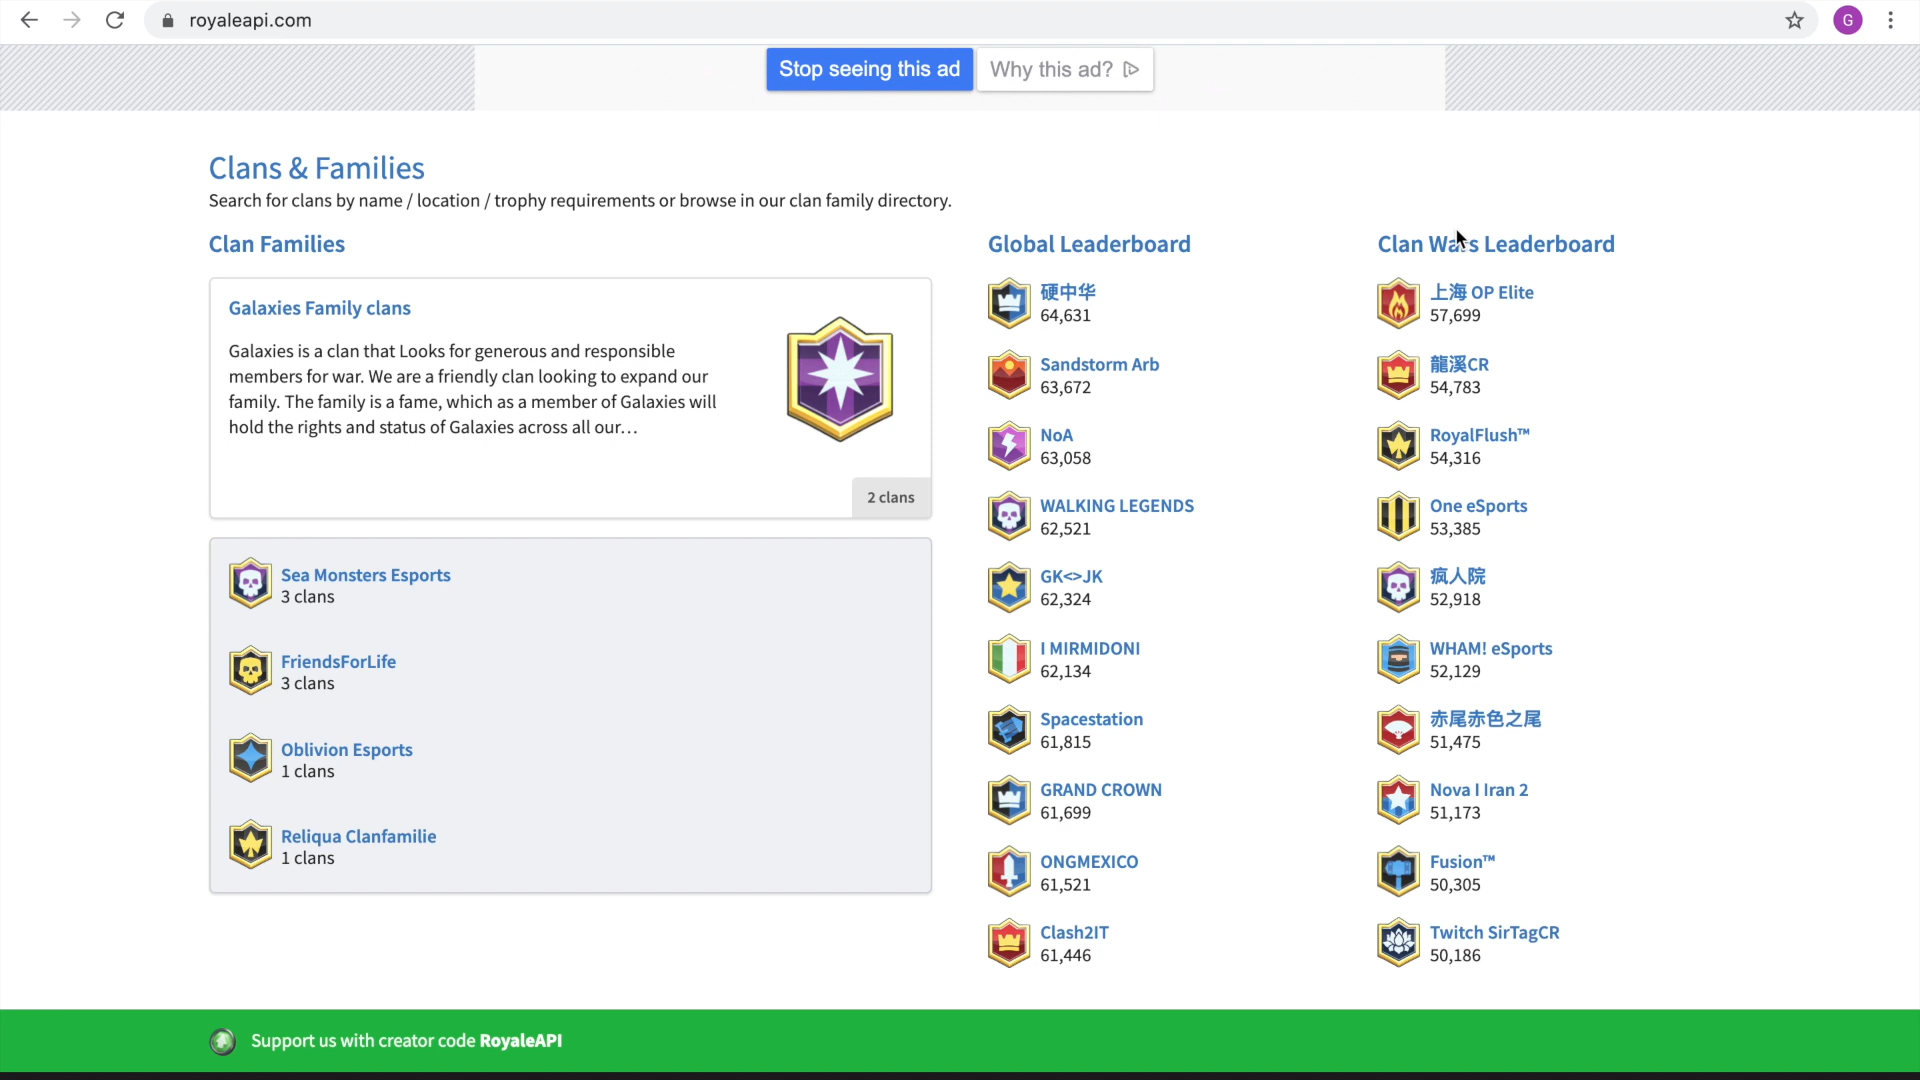 royaleapi.com
G
Stop seeing this ad
Why this ad?
Clans & Families
Search for clans by name / location / trophy requirements or browse in our clan family directory.
Clan Families
Galaxies Family clans
Galaxies is a clan that Looks for generous and responsible
members for war. We are a friendly clan looking to expand our
family. The family is a fame, which as a member of Galaxies will
hold the rights and status of Galaxies across all our…
2 clans
Sea Monsters Esports
3 clans
FriendsForLife
3 clans
Oblivion Esports
1 clans
Reliqua Clanfamilie
1 clans
Global Leaderboard
硬中华
64,631
Sandstorm Arb
63,672
NoA
63,058
WALKING LEGENDS
62,521
GK<>JK
62,324
I MIRMIDONI
62,134
Spacestation
61,815
GRAND CROWN
61,699
ONGMEXICO
61,521
Clash2IT
61,446
Clan Wars Leaderboard
上海 OP Elite
57,699
龍溪CR
54,783
RoyalFlush™
54,316
One eSports
53,385
疯人院
52,918
WHAM! eSports
52,129
赤尾赤色之尾
51,475
Nova l Iran 2
51,173
Fusion™
50,305
Twitch SirTagCR
50,186
Support us with creator code RoyaleAPI